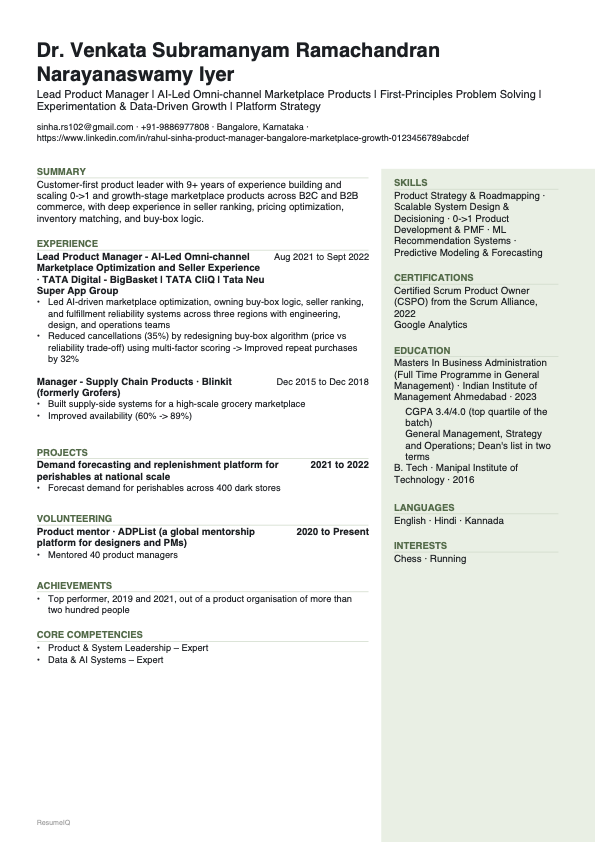 Dr. Venkata Subramanyam Ramachandran
Narayanaswamy Iyer
Lead Product Manager | AI-Led Omni-channel Marketplace Products | First-Principles Problem Solving |
Experimentation & Data-Driven Growth | Platform Strategy
sinha.rs102@gmail.com · +91-9886977808 · Bangalore, Karnataka ·
https://www.linkedin.com/in/rahul-sinha-product-manager-bangalore-marketplace-growth-0123456789abcdef
SUMMARY
Customer-first product leader with 9+ years of experience building and
scaling 0->1 and growth-stage marketplace products across B2C and B2B
commerce, with deep experience in seller ranking, pricing optimization,
inventory matching, and buy-box logic.
EXPERIENCE
Lead Product Manager - AI-Led Omni-channel Aug 2021 to Sept 2022
Marketplace Optimization and Seller Experience
· TATA Digital - BigBasket | TATA CliQ | Tata Neu
Super App Group
• Led AI-driven marketplace optimization, owning buy-box logic, seller ranking,
and fulfillment reliability systems across three regions with engineering,
design, and operations teams
• Reduced cancellations (35%) by redesigning buy-box algorithm (price vs
reliability trade-off) using multi-factor scoring -> Improved repeat purchases
by 32%
Manager - Supply Chain Products · Blinkit Dec 2015 to Dec 2018
(formerly Grofers)
• Built supply-side systems for a high-scale grocery marketplace
• Improved availability (60% -> 89%)
PROJECTS
Demand forecasting and replenishment platform for 2021 to 2022
perishables at national scale
• Forecast demand for perishables across 400 dark stores
VOLUNTEERING
Product mentor · ADPList (a global mentorship 2020 to Present
platform for designers and PMs)
• Mentored 40 product managers
ACHIEVEMENTS
• Top performer, 2019 and 2021, out of a product organisation of more than
two hundred people
CORE COMPETENCIES
• Product & System Leadership – Expert
• Data & AI Systems – Expert
SKILLS
Product Strategy & Roadmapping ·
Scalable System Design &
Decisioning · 0->1 Product
Development & PMF · ML
Recommendation Systems ·
Predictive Modeling & Forecasting
CERTIFICATIONS
Certified Scrum Product Owner
(CSPO) from the Scrum Alliance,
2022
Google Analytics
EDUCATION
Masters In Business Administration
(Full Time Programme in General
Management) · Indian Institute of
Management Ahmedabad · 2023
CGPA 3.4/4.0 (top quartile of the
batch)
General Management, Strategy
and Operations; Dean's list in two
terms
B. Tech · Manipal Institute of
Technology · 2016
LANGUAGES
English · Hindi · Kannada
INTERESTS
Chess · Running
ResumeIQ